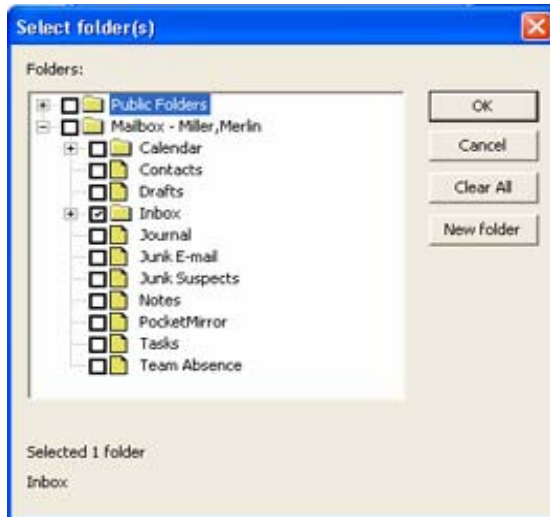 Select folder(s)
Folders:
Public Folders
Mailbox - Miller,Merlin
Calendar
Contacts
Drafts
Inbox
Journal
Junk E-mail
Junk Suspects
Notes
PocketMirror
Tasks
Team Absence
OK
Cancel
Clear All
New folder
Selected 1 folder
Inbox